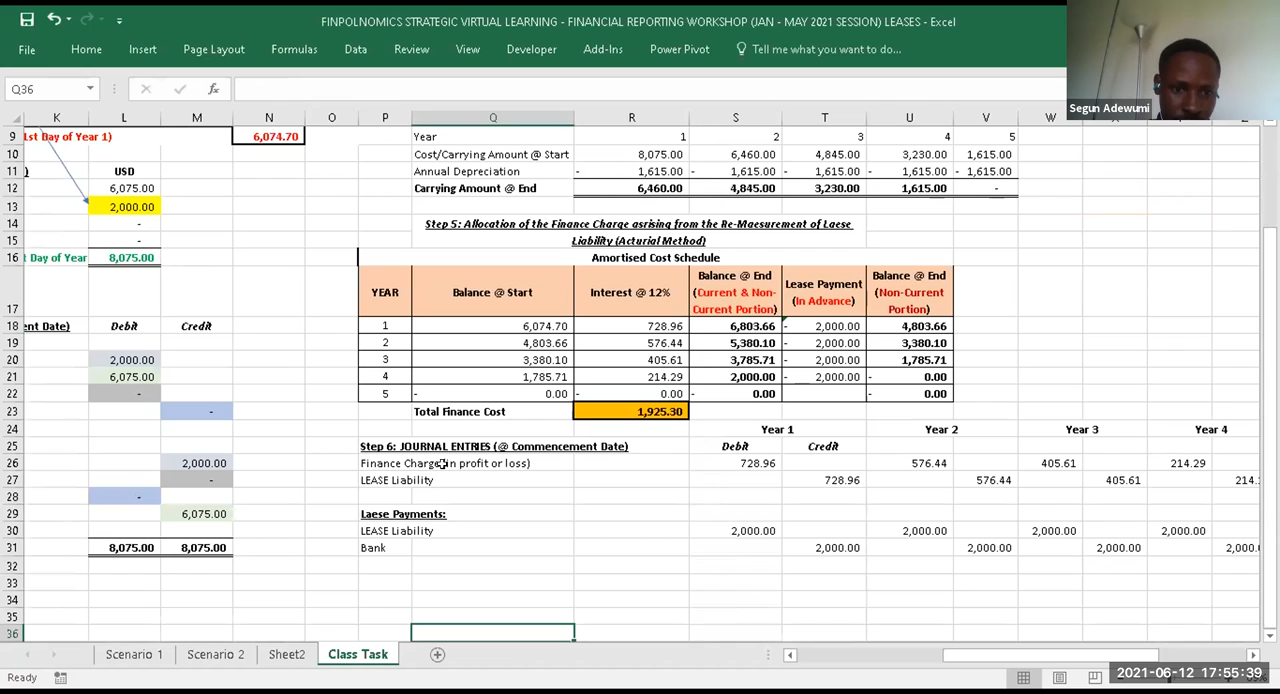 FINPOLNOMICS STRATEGIC VIRTUAL LEARNING - FINANCIAL REPORTING WORKSHOP (JAN - MAY 2021 SESSION) LEASES - Excel
File Home Insert Page Layout Formulas Data Review View Developer Add-Ins Power Pivot Tell me what you want to do...
Segun Adewumi
Q36 fx
K L M N O P Q R S T U V W X Y Z
9 1st Day of Year 1) 6,074.70 Year 1 2 3 4 5
10 Cost/Carrying Amount @ Start 8,075.00 6,460.00 4,845.00 3,230.00 1,615.00
11 USD Annual Depreciation - 1,615.00 - 1,615.00 - 1,615.00 - 1,615.00 - 1,615.00
12 6,075.00 Carrying Amount @ End 6,460.00 4,845.00 3,230.00 1,615.00 -
13 2,000.00
14 - Step 5: Allocation of the Finance Charge asrising from the Re-Maesurement of Laese
15 - Liability (Acturial Method)
16 t Day of Year 8,075.00 Amortised Cost Schedule
17 YEAR Balance @ Start Interest @ 12% Balance @ End (Current & Non-Current Portion) Lease Payment (In Advance) Balance @ End (Non-Current Portion)
18 ent Date) Debit Credit 1 6,074.70 728.96 6,803.66 - 2,000.00 4,803.66
19 2 4,803.66 576.44 5,380.10 - 2,000.00 3,380.10
20 2,000.00 3 3,380.10 405.61 3,785.71 - 2,000.00 1,785.71
21 6,075.00 4 1,785.71 214.29 2,000.00 - 2,000.00 - 0.00
22 - 5 - 0.00 - 0.00 - 0.00 - 0.00
23 - Total Finance Cost 1,925.30
24 Year 1 Year 2 Year 3 Year 4
25 Step 6: JOURNAL ENTRIES (@ Commencement Date) Debit Credit
26 2,000.00 Finance Charge (in profit or loss) 728.96 576.44 405.61 214.29
27 - LEASE Liability 728.96 576.44 405.61 214.
28 -
29 6,075.00 Laese Payments:
30 LEASE Liability 2,000.00 2,000.00 2,000.00 2,000.00
31 8,075.00 8,075.00 Bank 2,000.00 2,000.00 2,000.00 2,000.
32
33
34
35
36
Scenario 1 Scenario 2 Sheet2 Class Task
Ready
2021-06-12 17:55:39